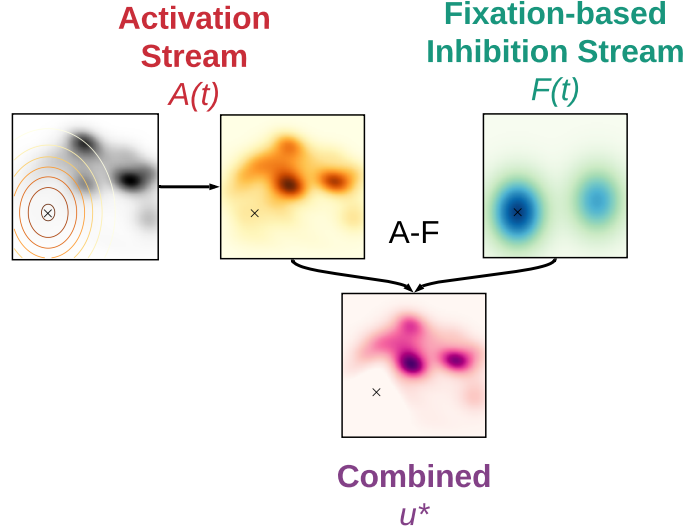 Activation
Stream
A(t)
Fixation-based
Inhibition Stream
F(t)
A-F
Combined
u*